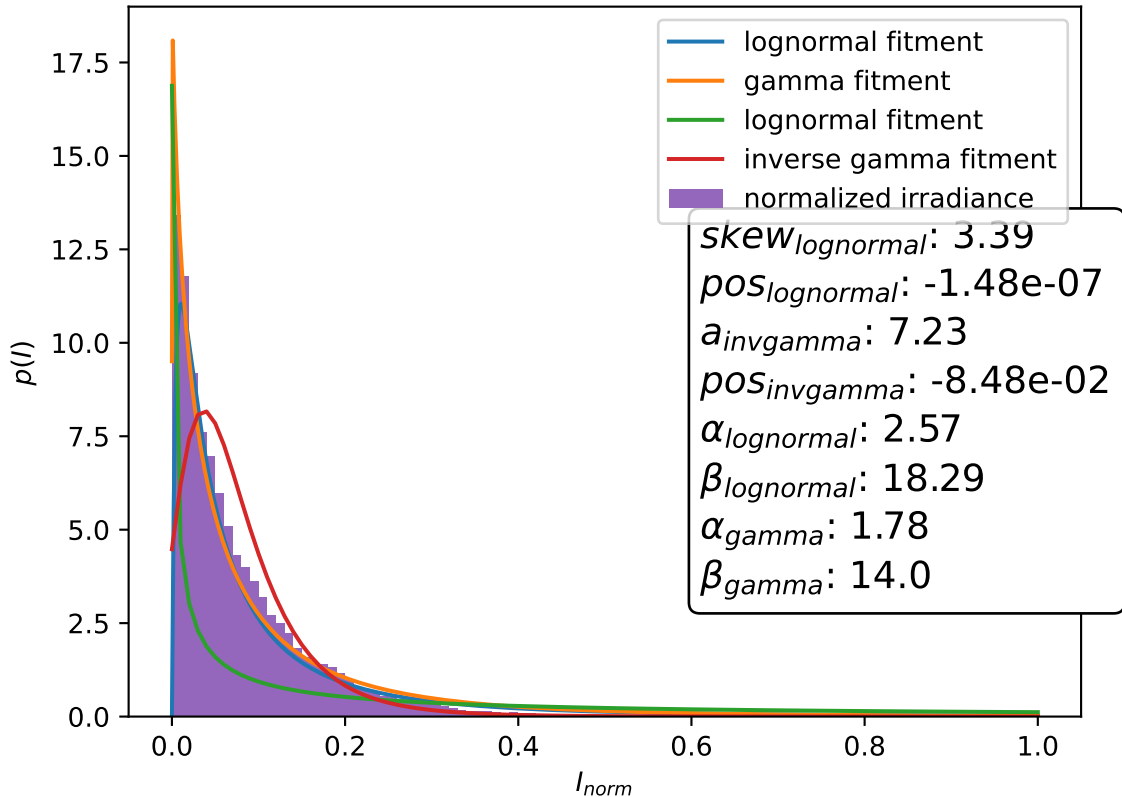 lognormal fitment
gamma fitment
lognormal fitment
inverse gamma fitment
normalized irradiance
skew_lognormal: 3.39
pos_lognormal: -1.48e-07
a_invgamma: 7.23
pos_invgamma: -8.48e-02
α_lognormal: 2.57
β_lognormal: 18.29
α_gamma: 1.78
β_gamma: 14.0
p(I)
17.5
15.0
12.5
10.0
7.5
5.0
2.5
0.0
0.0 0.2 0.4 0.6 0.8 1.0
I_norm